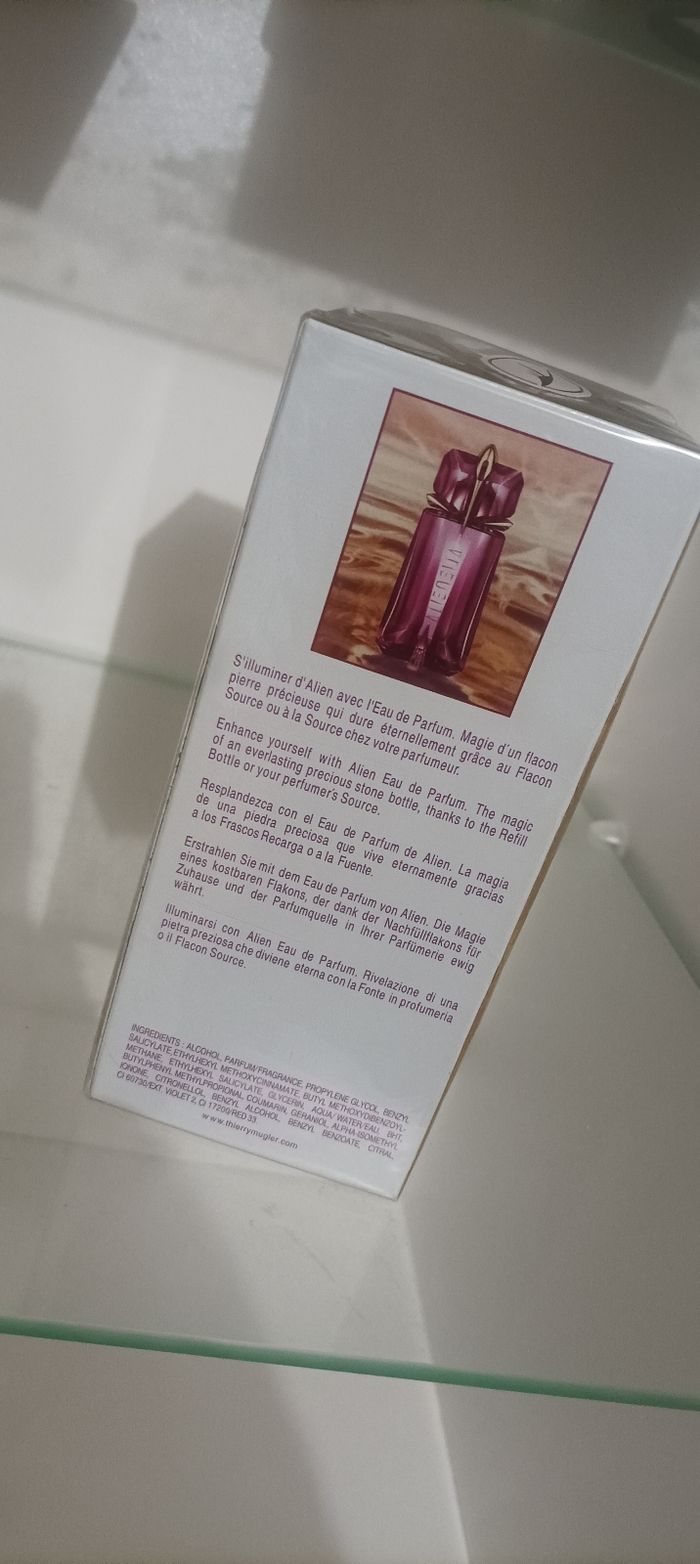 S'illuminer d'Alien avec l'Eau de Parfum. Magie d'un flacon
pierre précieuse qui dure éternellement grâce au Flacon
Source ou à la Source chez votre parfumeur.
Enhance yourself with Alien Eau de Parfum. The magic
of an everlasting precious stone bottle, thanks to the Refill
Bottle or your perfumer's Source.
Resplandezca con el Eau de Parfum de Alien. La magia
de una piedra preciosa que vive eternamente gracias
a los Frascos Recarga o a la Fuente.
Erstrahlen Sie mit dem Eau de Parfum von Alien. Die Magie
eines kostbaren Flakons, der dank der Nachfüllflakons für
Zuhause und der Parfumquelle in Ihrer Parfümerie ewig
währt.
Illuminarsi con Alien Eau de Parfum. Rivelazione di una
pietra preziosa che diviene eterna con la Fonte in profumeria
o il Flacon Source.
INGREDIENTS : ALCOHOL, PARFUM/FRAGRANCE, PROPYLENE GLYCOL, BENZYL
SALICYLATE, ETHYLHEXYL METHOXYCINNAMATE, BUTYL METHOXYDIBENZOYL-
METHANE, ETHYLHEXYL SALICYLATE, GLYCERIN, AQUA/WATER/EAU, BHT,
BUTYLPHENYL METHYLPROPIONAL, COUMARIN, GERANIOL, ALPHA-ISOMETHYL
IONONE, CITRONELLOL, BENZYL ALCOHOL, BENZYL BENZOATE, CITRAL,
CI 60730/EXT. VIOLET 2, CI 17200/RED 33.
www.thierrymugler.com